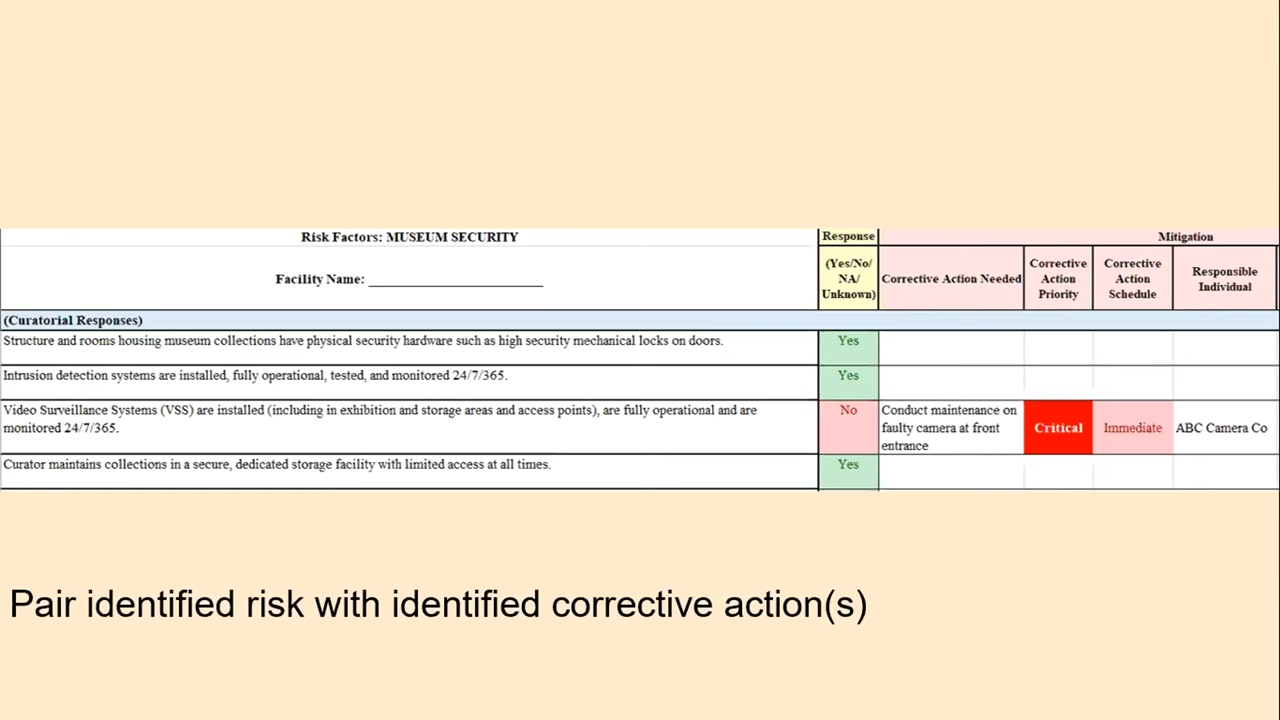 Risk Factors: MUSEUM SECURITY
Response
Mitigation
Facility Name: ____________________________
(Yes/No/
NA/
Unknown)
Corrective Action Needed
Corrective
Action
Priority
Corrective
Action
Schedule
Responsible
Individual
(Curatorial Responses)
Structure and rooms housing museum collections have physical security hardware such as high security mechanical locks on doors.
Yes
Intrusion detection systems are installed, fully operational, tested, and monitored 24/7/365.
Yes
Video Surveillance Systems (VSS) are installed (including in exhibition and storage areas and access points), are fully operational and are
monitored 24/7/365.
No
Conduct maintenance on
faulty camera at front
entrance
Critical
Immediate
ABC Camera Co
Curator maintains collections in a secure, dedicated storage facility with limited access at all times.
Yes
Pair identified risk with identified corrective action(s)